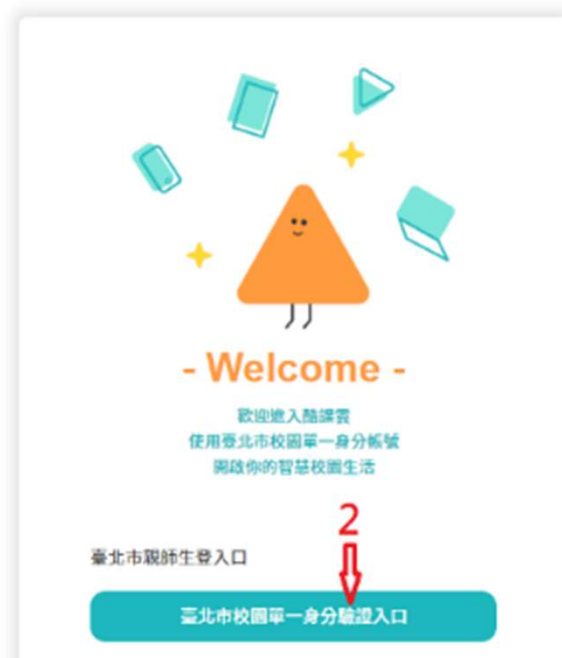 - Welcome -
歡迎進入酷課雲
使用臺北市校園單一身分帳號
開啟你的智慧校園生活
2
臺北市親師生登入口
臺北市校園單一身分驗證入口